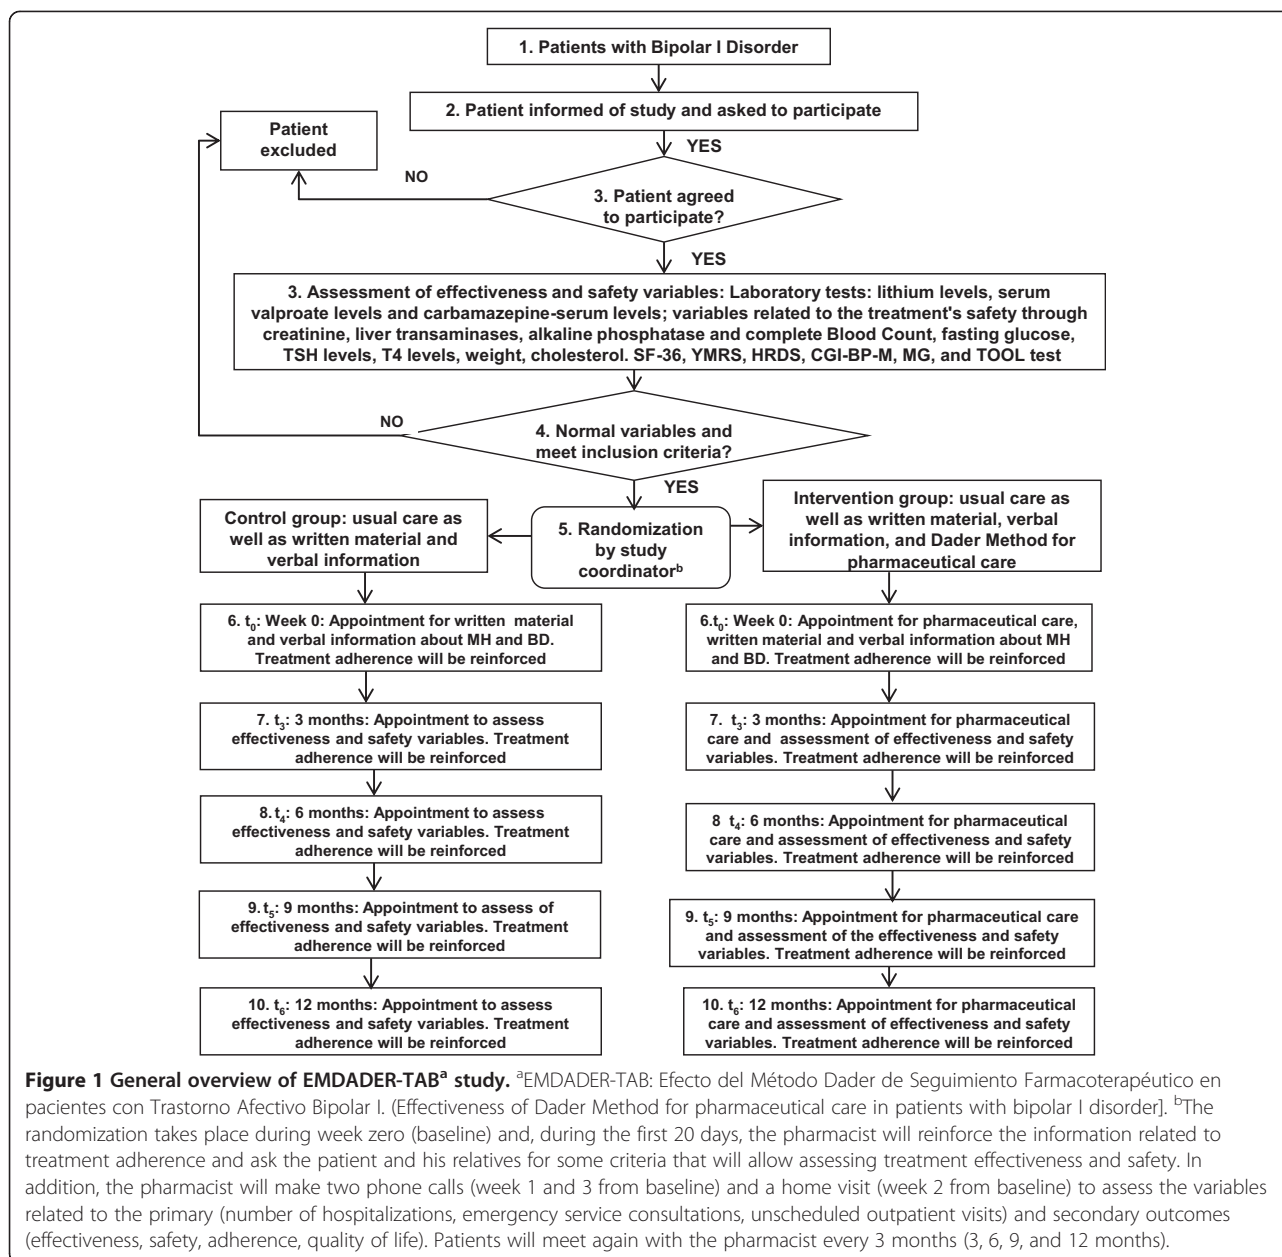 1. Patients with Bipolar I Disorder
2. Patient informed of study and asked to participate
Patient
excluded
YES
NO
3. Patient agreed
to participate?
YES
3. Assessment of effectiveness and safety variables: Laboratory tests: lithium levels, serum
valproate levels and carbamazepine-serum levels; variables related to the treatment's safety through
creatinine, liver transaminases, alkaline phosphatase and complete Blood Count, fasting glucose,
TSH levels, T4 levels, weight, cholesterol. SF-36, YMRS, HRDS, CGI-BP-M, MG, and TOOL test
NO
4. Normal variables and
meet inclusion criteria?
YES
Control group: usual care as
well as written material and
verbal information
5. Randomization
by study
coordinatorᵇ
Intervention group: usual care as
well as written material, verbal
information, and Dader Method for
pharmaceutical care
6. t₀: Week 0: Appointment for written material
and verbal information about MH and BD.
Treatment adherence will be reinforced
6.t₀: Week 0: Appointment for pharmaceutical care,
written material and verbal information about MH
and BD. Treatment adherence will be reinforced
7. t₃: 3 months: Appointment to assess
effectiveness and safety variables. Treatment
adherence will be reinforced
7. t₃: 3 months: Appointment for pharmaceutical
care and assessment of effectiveness and safety
variables. Treatment adherence will be reinforced
8. t₄: 6 months: Appointment to assess
effectiveness and safety variables. Treatment
adherence will be reinforced
8 t₄: 6 months: Appointment for pharmaceutical
care and assessment of effectiveness and safety
variables. Treatment adherence will be reinforced
9. t₅: 9 months: Appointment to assess of
effectiveness and safety variables. Treatment
adherence will be reinforced
9. t₅: 9 months: Appointment for pharmaceutical care
and assessment of the effectiveness and safety
variables. Treatment adherence will be reinforced
10. t₆: 12 months: Appointment to assess
effectiveness and safety variables. Treatment
adherence will be reinforced
10. t₆: 12 months: Appointment for pharmaceutical
care and assessment of effectiveness and safety
variables. Treatment adherence will be reinforced
Figure 1 General overview of EMDADER-TABᵃ study. ᵃEMDADER-TAB: Efecto del Método Dader de Seguimiento Farmacoterapéutico en
pacientes con Trastorno Afectivo Bipolar I. (Effectiveness of Dader Method for pharmaceutical care in patients with bipolar I disorder]. ᵇThe
randomization takes place during week zero (baseline) and, during the first 20 days, the pharmacist will reinforce the information related to
treatment adherence and ask the patient and his relatives for some criteria that will allow assessing treatment effectiveness and safety. In
addition, the pharmacist will make two phone calls (week 1 and 3 from baseline) and a home visit (week 2 from baseline) to assess the variables
related to the primary (number of hospitalizations, emergency service consultations, unscheduled outpatient visits) and secondary outcomes
(effectiveness, safety, adherence, quality of life). Patients will meet again with the pharmacist every 3 months (3, 6, 9, and 12 months).